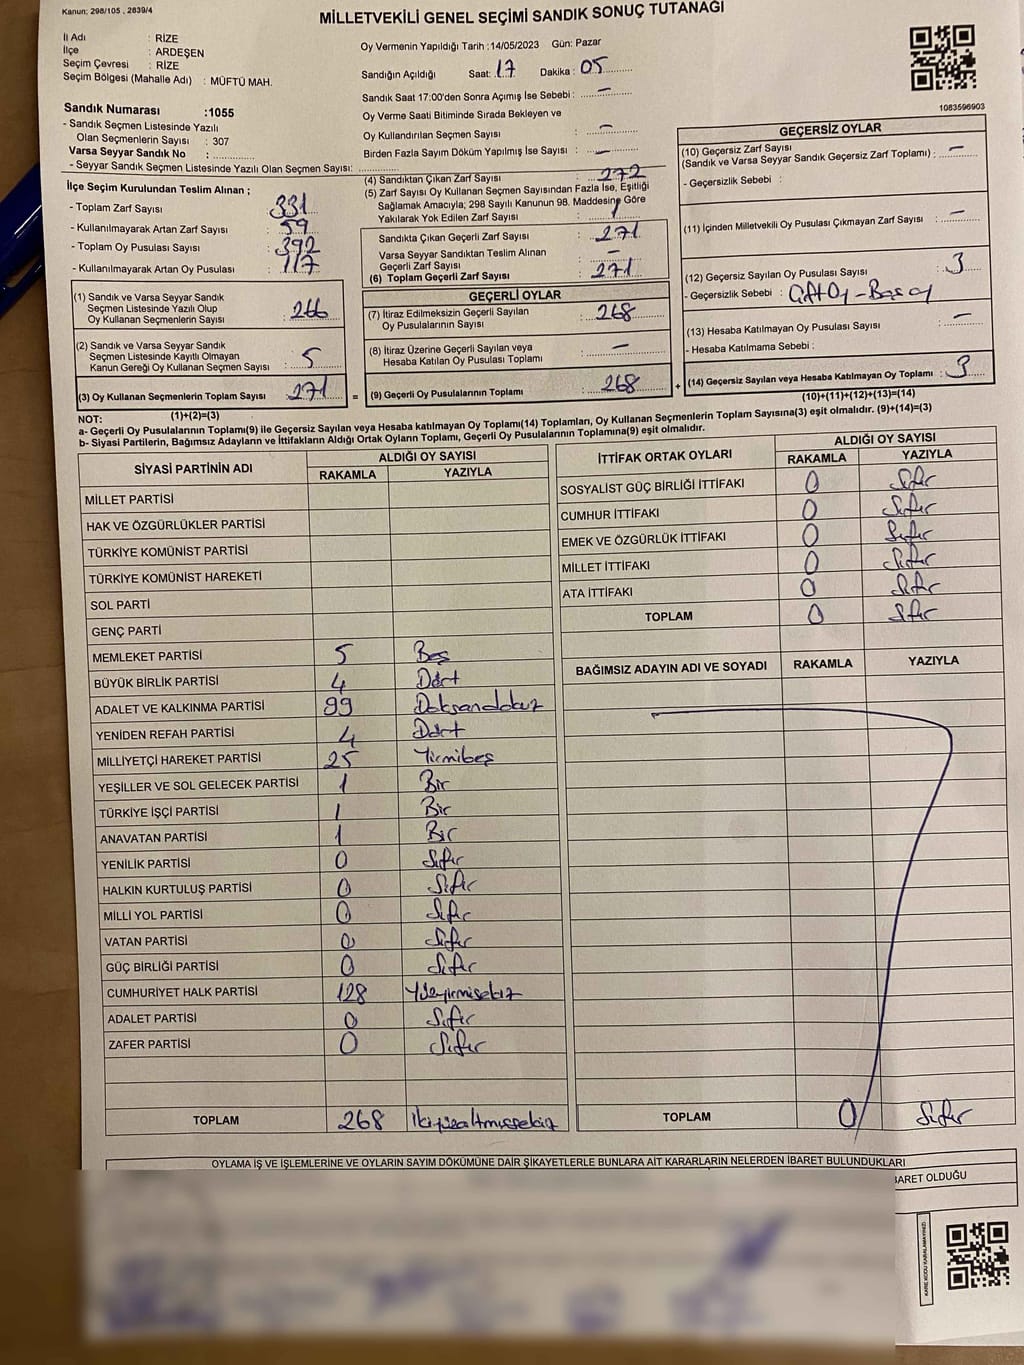 Kanun: 298/105 , 2839/4
MİLLETVEKİLİ GENEL SEÇİMİ SANDIK SONUÇ TUTANAĞI
İl Adı : RİZE
İlçe : ARDEŞEN
Seçim Çevresi : RİZE
Seçim Bölgesi (Mahalle Adı) : MÜFTÜ MAH.
Sandık Numarası :1055
- Sandık Seçmen Listesinde Yazılı
Olan Seçmenlerin Sayısı : 307
Varsa Seyyar Sandık No :
- Seyyar Sandık Seçmen Listesinde Yazılı Olan Seçmen Sayısı:
Oy Vermenin Yapıldığı Tarih :14/05/2023 Gün: Pazar
Sandığın Açıldığı Saat: 17 Dakika : 05
Sandık Saat 17:00'den Sonra Açımış İse Sebebi : -
Oy Verme Saati Bitiminde Sırada Bekleyen ve
Oy Kullandırılan Seçmen Sayısı : -
Birden Fazla Sayım Döküm Yapılmış İse Sayısı : -
1083596903
İlçe Seçim Kurulundan Teslim Alınan ;
- Toplam Zarf Sayısı : 331
- Kullanılmayarak Artan Zarf Sayısı : 59
- Toplam Oy Pusulası Sayısı : 392
- Kullanılmayarak Artan Oy Pusulası : 117
(4) Sandıktan Çıkan Zarf Sayısı : 272
(5) Zarf Sayısı Oy Kullanan Seçmen Sayısından Fazla İse, Eşitliği
Sağlamak Amacıyla; 298 Sayılı Kanunun 98. Maddesine Göre
Yakılarak Yok Edilen Zarf Sayısı : 1
Sandıkta Çıkan Geçerli Zarf Sayısı : 271
Varsa Seyyar Sandıktan Teslim Alınan
Geçerli Zarf Sayısı : -
(6) Toplam Geçerli Zarf Sayısı : 271
GEÇERSİZ OYLAR
(10) Geçersiz Zarf Sayısı
(Sandık ve Varsa Seyyar Sandık Geçersiz Zarf Toplamı) : -
- Geçersizlik Sebebi :
(11) İçinden Milletvekili Oy Pusulası Çıkmayan Zarf Sayısı : -
(12) Geçersiz Sayılan Oy Pusulası Sayısı : 3
- Geçersizlik Sebebi : Çift Oy - Boş oy
(13) Hesaba Katılmayan Oy Pusulası Sayısı : -
- Hesaba Katılmama Sebebi :
(14) Geçersiz Sayılan veya Hesaba Katılmayan Oy Toplamı : 3
(10)+(11)+(12)+(13)=(14)
(1) Sandık ve Varsa Seyyar Sandık
Seçmen Listesinde Yazılı Olup
Oy Kullanan Seçmenlerin Sayısı : 266
(2) Sandık ve Varsa Seyyar Sandık
Seçmen Listesinde Kayıtlı Olmayan
Kanun Gereği Oy Kullanan Seçmen Sayısı : 5
(3) Oy Kullanan Seçmenlerin Toplam Sayısı : 271
(1)+(2)=(3)
GEÇERLİ OYLAR
(7) İtiraz Edilmeksizin Geçerli Sayılan
Oy Pusulalarının Sayısı : 268
(8) İtiraz Üzerine Geçerli Sayılan veya
Hesaba Katılan Oy Pusulası Toplamı : -
= (9) Geçerli Oy Pusulalarının Toplamı : 268 +
NOT:
a- Geçerli Oy Pusulalarının Toplamı(9) ile Geçersiz Sayılan veya Hesaba katılmayan Oy Toplamı(14) Toplamları, Oy Kullanan Seçmenlerin Toplam Sayısına(3) eşit olmalıdır. (9)+(14)=(3)
b- Siyasi Partilerin, Bağımsız Adayların ve İttifakların Aldığı Ortak Oyların Toplamı, Geçerli Oy Pusulalarının Toplamına(9) eşit olmalıdır.
SİYASİ PARTİNİN ADI ALDIĞI OY SAYISI
RAKAMLA YAZIYLA
MİLLET PARTİSİ
HAK VE ÖZGÜRLÜKLER PARTİSİ
TÜRKİYE KOMÜNİST PARTİSİ
TÜRKİYE KOMÜNİST HAREKETİ
SOL PARTİ
GENÇ PARTİ
MEMLEKET PARTİSİ 5 Beş
BÜYÜK BİRLİK PARTİSİ 4 Dört
ADALET VE KALKINMA PARTİSİ 99 Doksandokuz
YENİDEN REFAH PARTİSİ 4 Dört
MİLLİYETÇİ HAREKET PARTİSİ 25 Yirmibeş
YEŞİLLER VE SOL GELECEK PARTİSİ 1 Bir
TÜRKİYE İŞÇİ PARTİSİ 1 Bir
ANAVATAN PARTİSİ 1 Bir
YENİLİK PARTİSİ 0 Sıfır
HALKIN KURTULUŞ PARTİSİ 0 Sıfır
MİLLİ YOL PARTİSİ 0 Sıfır
VATAN PARTİSİ 0 Sıfır
GÜÇ BİRLİĞİ PARTİSİ 0 Sıfır
CUMHURİYET HALK PARTİSİ 128 Yüzyirmisekiz
ADALET PARTİSİ 0 Sıfır
ZAFER PARTİSİ 0 Sıfır
TOPLAM 268 İkiyüzaltmışsekiz
İTTİFAK ORTAK OYLARI ALDIĞI OY SAYISI
RAKAMLA YAZIYLA
SOSYALİST GÜÇ BİRLİĞİ İTTİFAKI 0 Sıfır
CUMHUR İTTİFAKI 0 Sıfır
EMEK VE ÖZGÜRLÜK İTTİFAKI 0 Sıfır
MİLLET İTTİFAKI 0 Sıfır
ATA İTTİFAKI 0 Sıfır
TOPLAM 0 Sıfır
BAĞIMSIZ ADAYIN ADI VE SOYADI RAKAMLA YAZIYLA
TOPLAM 0 Sıfır
OYLAMA İŞ VE İŞLEMLERİNE VE OYLARIN SAYIM DÖKÜMÜNE DAİR ŞİKAYETLERLE BUNLARA AİT KARARLARIN NELERDEN İBARET BULUNDUKLARI
BARET OLDUĞU
KARE KODU KARALAMAYINIZ!